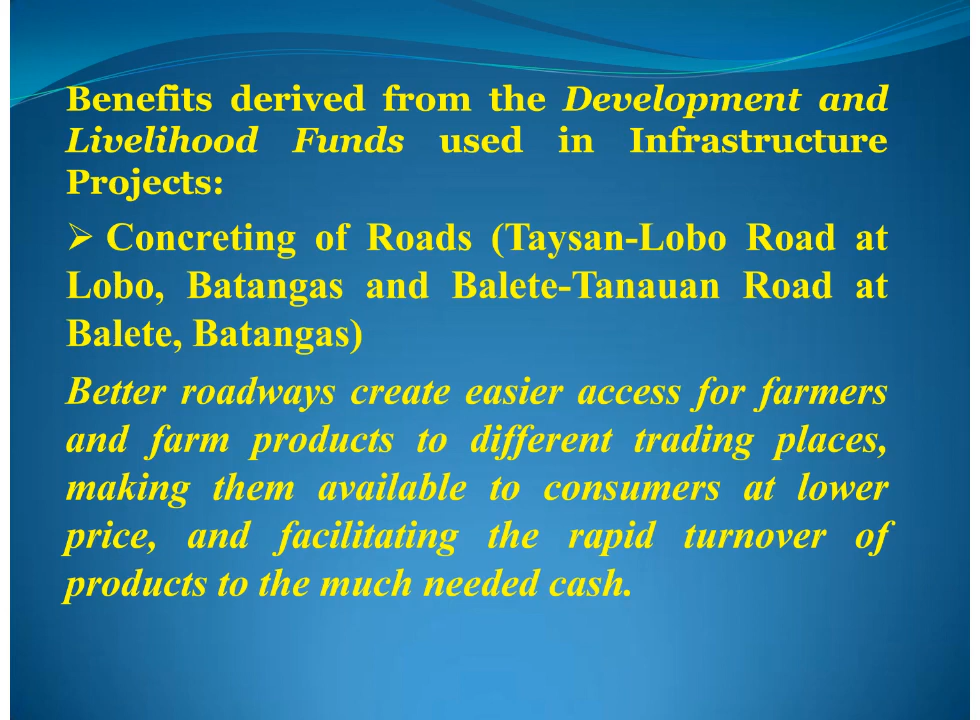 Benefits derived from the Development and
Livelihood Funds used in Infrastructure
Projects:
➢ Concreting of Roads (Taysan-Lobo Road at
Lobo, Batangas and Balete-Tanauan Road at
Balete, Batangas)
Better roadways create easier access for farmers
and farm products to different trading places,
making them available to consumers at lower
price, and facilitating the rapid turnover of
products to the much needed cash.